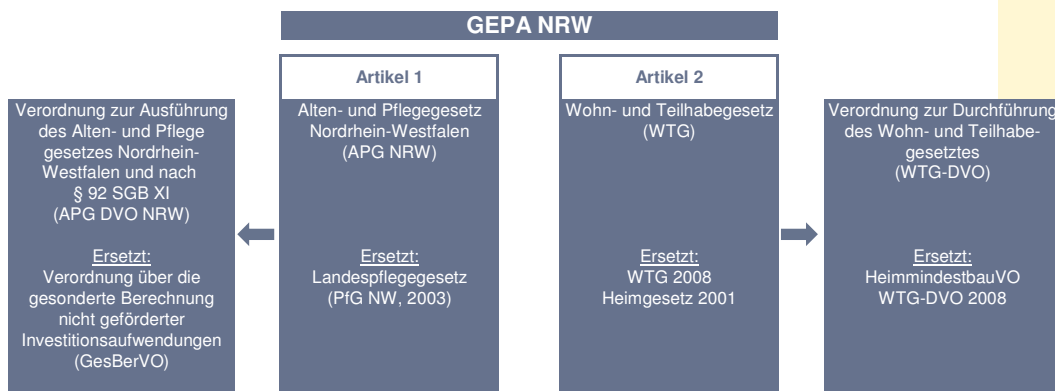 GEPA NRW
Artikel 1
Artikel 2
Verordnung zur Ausführung
des Alten- und Pflege
gesetzes Nordrhein-
Westfalen und nach
§ 92 SGB XI
(APG DVO NRW)
Ersetzt:
Verordnung über die
gesonderte Berechnung
nicht geförderter
Investitionsaufwendungen
(GesBerVO)
Alten- und Pflegegesetz
Nordrhein-Westfalen
(APG NRW)
Ersetzt:
Landespflegegesetz
(PfG NW, 2003)
Wohn- und Teilhabegesetz
(WTG)
Ersetzt:
WTG 2008
Heimgesetz 2001
Verordnung zur Durchführung
des Wohn- und Teilhabe-
gesetztes
(WTG-DVO)
Ersetzt:
HeimmindestbauVO
WTG-DVO 2008